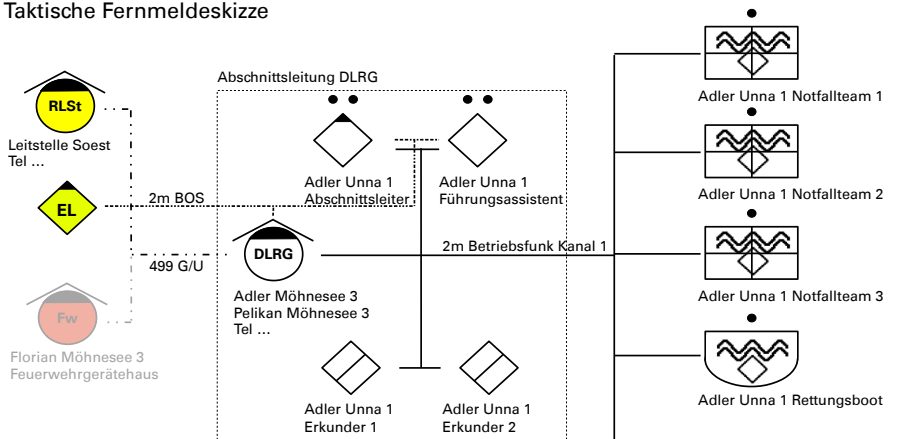 Taktische Fernmeldeskizze
Abschnittsleitung DLRG
RLSt
Leitstelle Soest
Tel ...
EL
2m BOS
499 G/U
Fw
Florian Möhnesee 3
Feuerwehrgerätehaus
Adler Unna 1
Abschnittsleiter
Adler Unna 1
Führungsassistent
DLRG
Adler Möhnesee 3
Pelikan Möhnesee 3
Tel ...
2m Betriebsfunk Kanal 1
Adler Unna 1
Erkunder 1
Adler Unna 1
Erkunder 2
Adler Unna 1 Notfallteam 1
Adler Unna 1 Notfallteam 2
Adler Unna 1 Notfallteam 3
Adler Unna 1 Rettungsboot